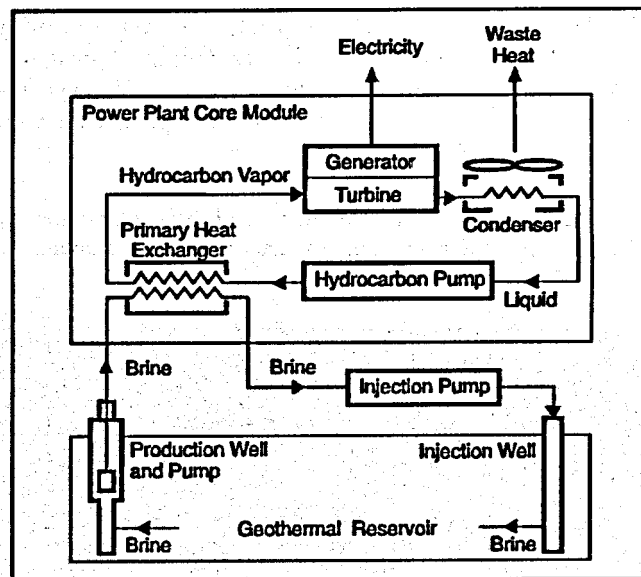 Electricity
Waste
Heat
Power Plant Core Module
Generator
Hydrocarbon Vapor
Turbine
Condenser
Primary Heat
Exchanger
Hydrocarbon Pump
Liquid
Brine
Brine
Injection Pump
Production Well
and Pump
Injection Well
Geothermal Reservoir
Brine
Brine